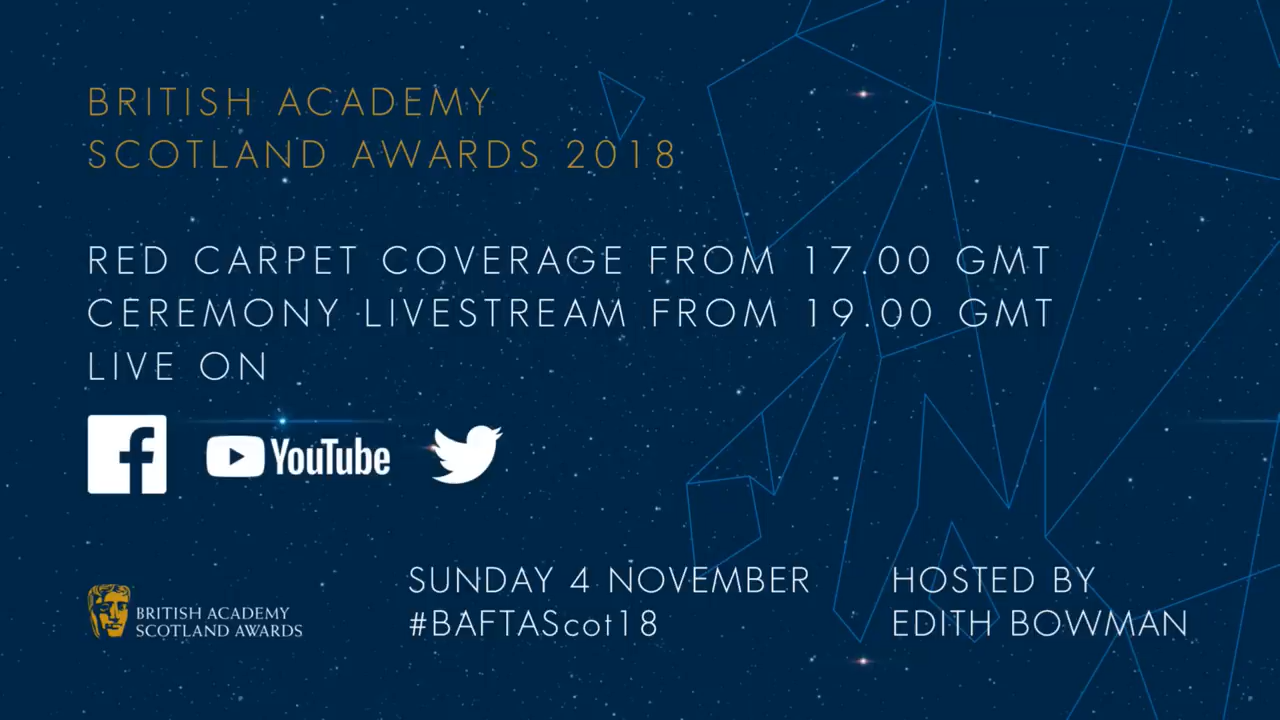 BRITISH ACADEMY
SCOTLAND AWARDS 2018
RED CARPET COVERAGE FROM 17.00 GMT
CEREMONY LIVESTREAM FROM 19.00 GMT
LIVE ON
YouTube
BRITISH ACADEMY
SCOTLAND AWARDS
SUNDAY 4 NOVEMBER
#BAFTAScot18
HOSTED BY
EDITH BOWMAN